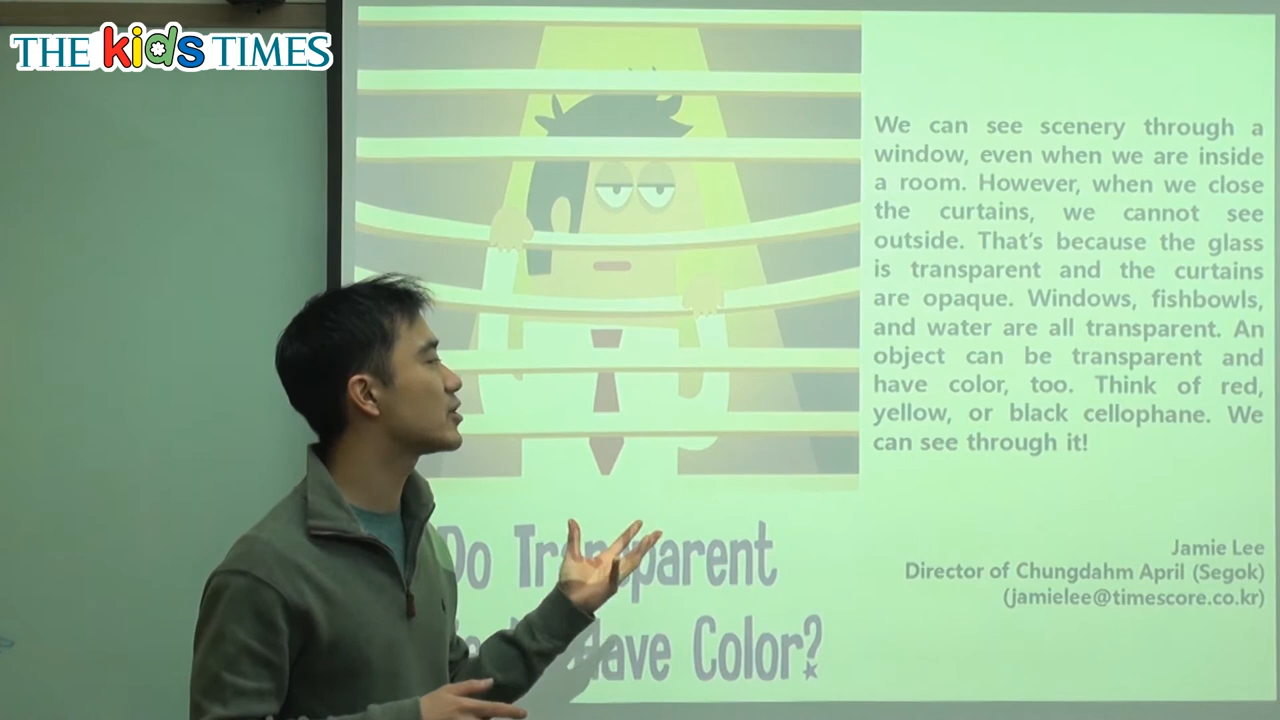 THE kids TIMES
We can see scenery through a
window, even when we are inside
a room. However, when we close
the curtains, we cannot see
outside. That's because the glass
is transparent and the curtains
are opaque. Windows, fishbowls,
and water are all transparent. An
object can be transparent and
have color, too. Think of red,
yellow, or black cellophane. We
can see through it!
Jamie Lee
Director of Chungdahm April (Segok)
(jamielee@timescore.co.kr)
Do Transparent
Have Color?